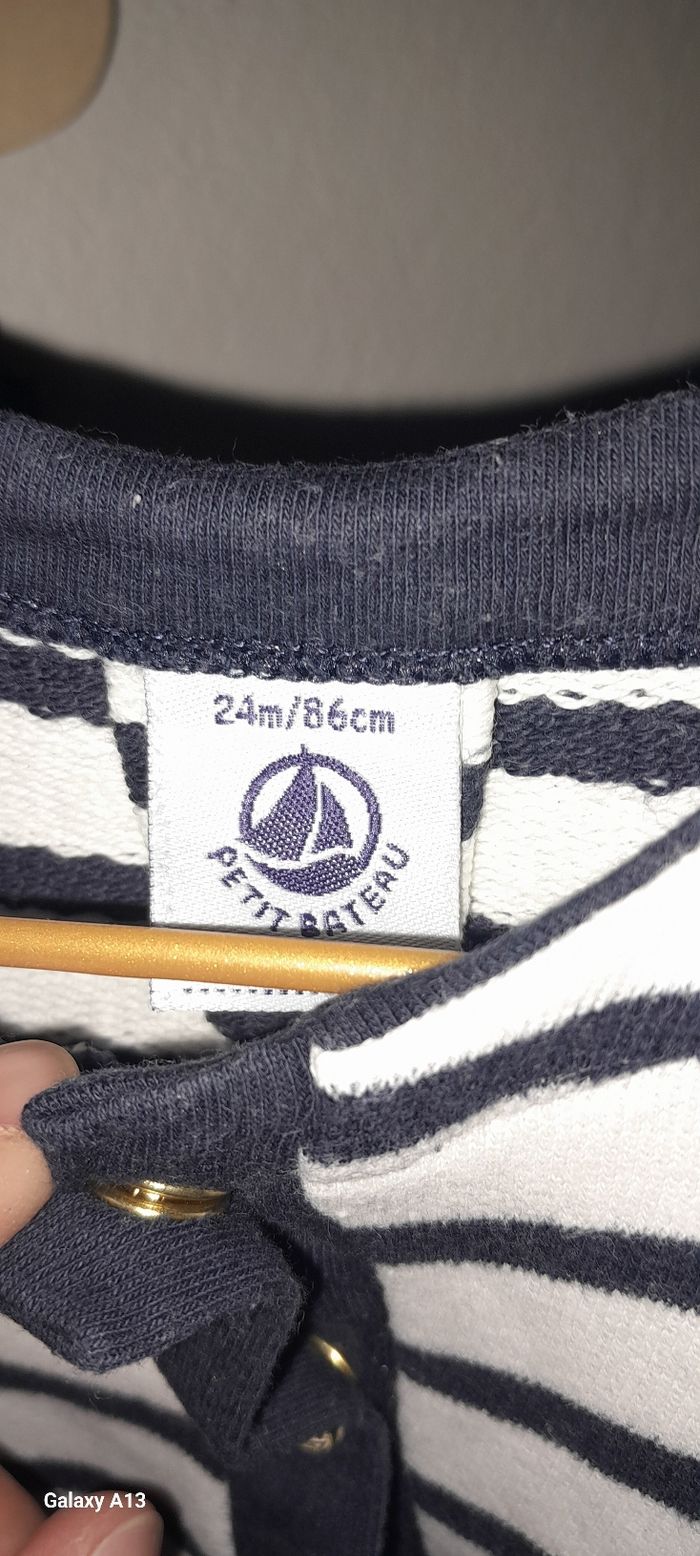 24m/86cm
PETIT BATEAU
Galaxy A13